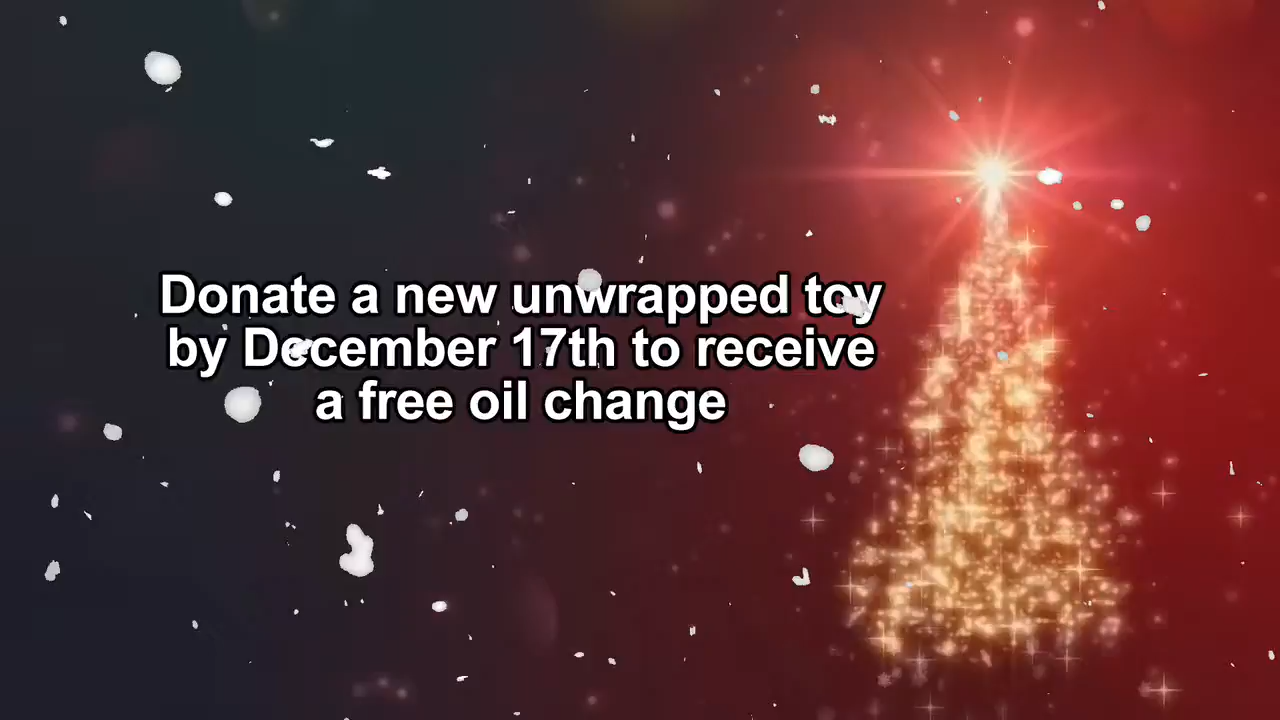 Donate a new unwrapped toy
by December 17th to receive
a free oil change